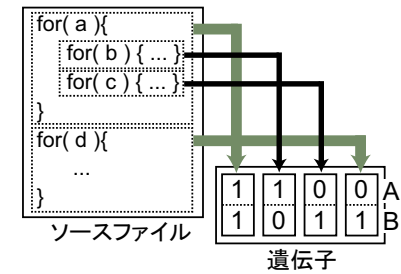 for( a ){
for( b ) { ... }
for( c ) { ... }
}
for( d ){
...
}
ソースファイル
1 1 0 0 A
1 0 1 1 B
遺伝子